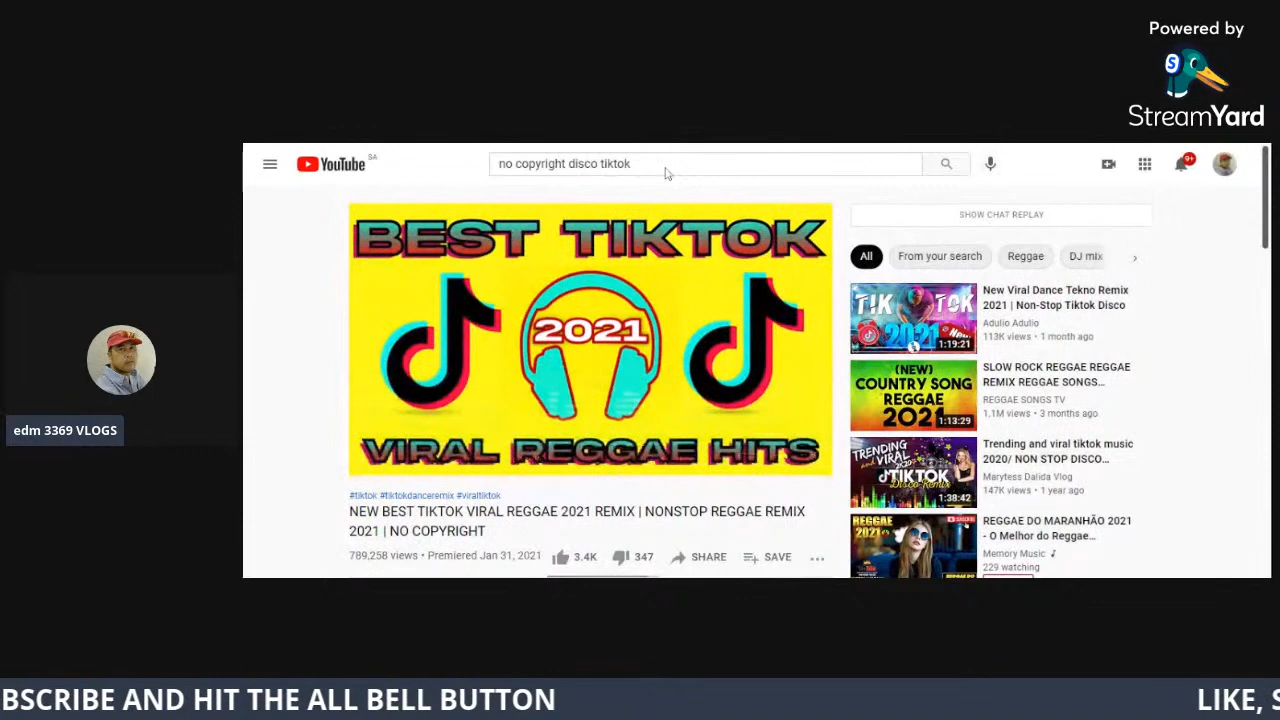 Powered by
StreamYard
YouTube SA
no copyright disco tiktok
9+
BEST TIKTOK
2021
VIRAL REGGAE HITS
#tiktok #tiktokdanceremix #viraltiktok
NEW BEST TIKTOK VIRAL REGGAE 2021 REMIX | NONSTOP REGGAE REMIX
2021 | NO COPYRIGHT
789,258 views • Premiered Jan 31, 2021
3.4K
347
SHARE
SAVE
SHOW CHAT REPLAY
All
From your search
Reggae
DJ mix
TIK TOK
2021
1:19:21
New Viral Dance Tekno Remix
2021 | Non-Stop Tiktok Disco
Adulio Adulio
113K views • 1 month ago
(NEW)
COUNTRY SONG
REGGAE
2021
1:13:29
SLOW ROCK REGGAE REGGAE
REMIX REGGAE SONGS...
REGGAE SONGS TV
1.1M views • 3 months ago
TRENDING
and VIRAL 2020
TIKTOK
Disco Remix
1:38:42
Trending and viral tiktok music
2020/ NON STOP DISCO...
Marytess Dalida Vlog
147K views • 1 year ago
REGGAE
2021
REGGAE DO MARANHÃO 2021
- O Melhor do Reggae...
Memory Music
229 watching
edm 3369 VLOGS
BSCRIBE AND HIT THE ALL BELL BUTTON
LIKE, S